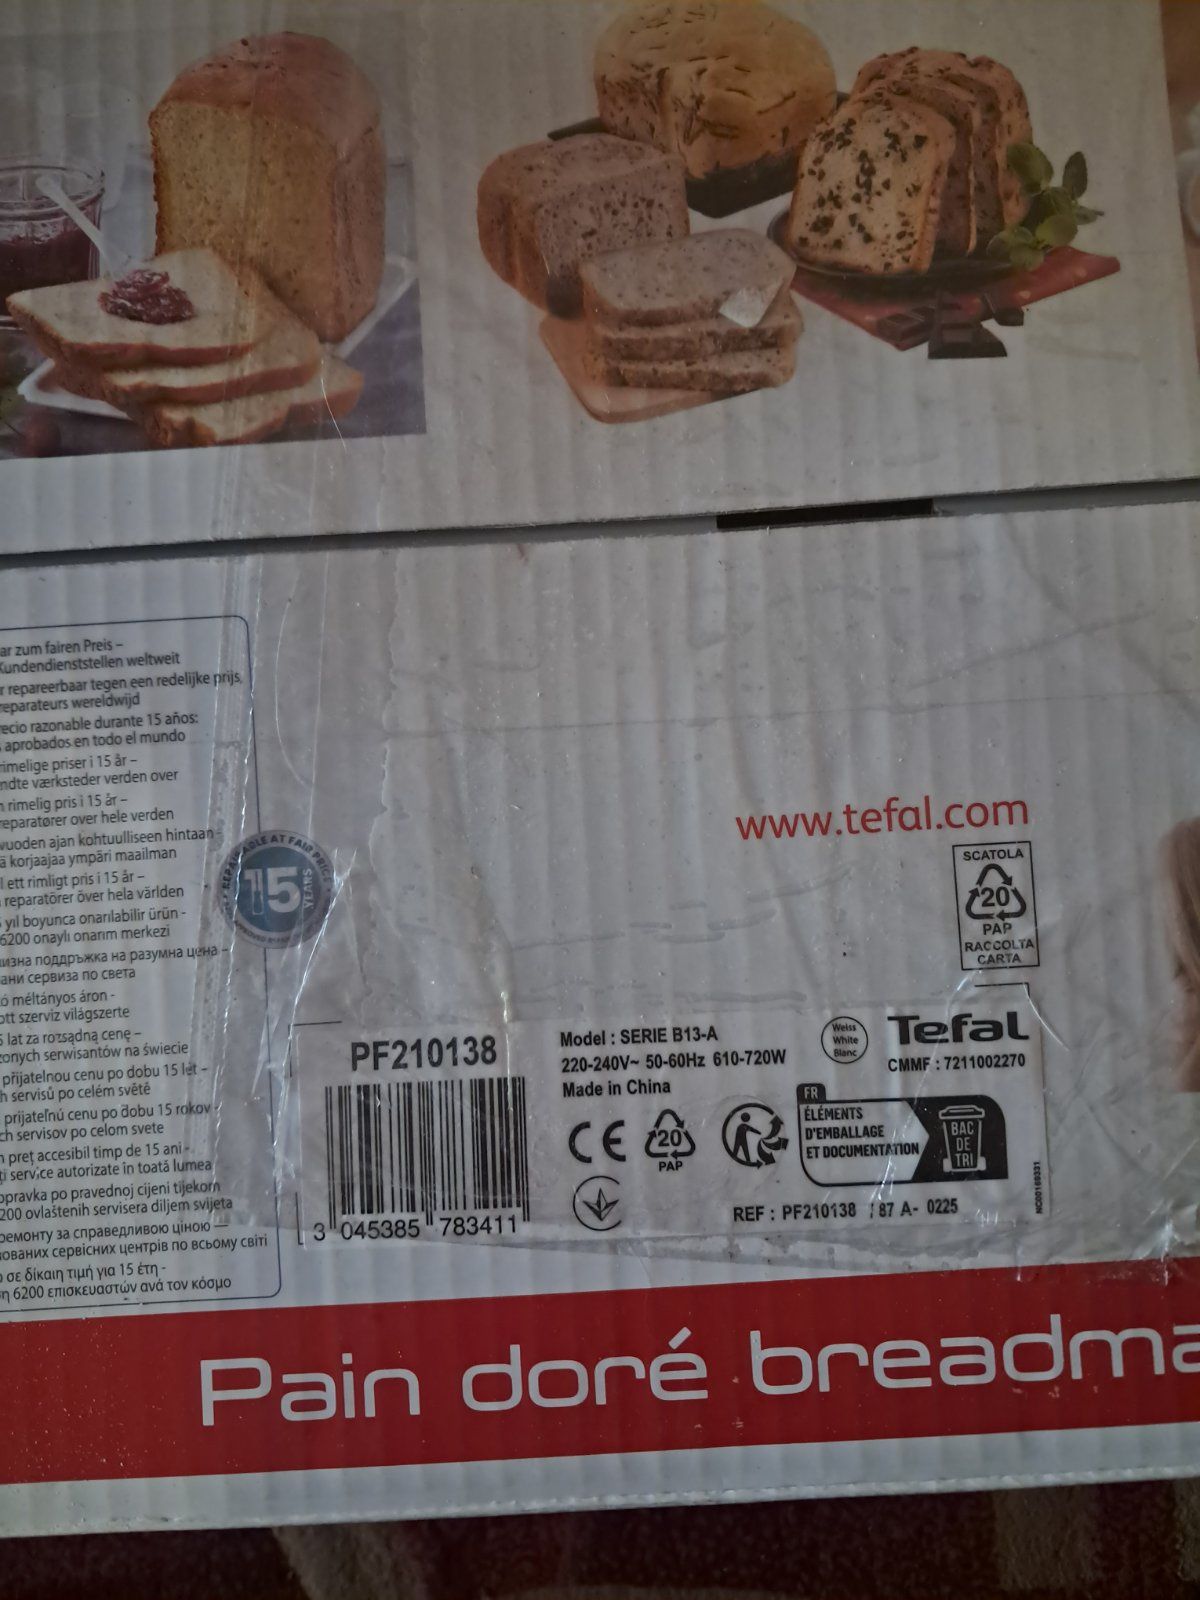 ar zum fairen Preis –
Kundendienststellen weltweit
r repareerbaar tegen een redelijke prijs,
reparateurs wereldwijd
recio razonable durante 15 años:
aprobados en todo el mundo
rimelige priser i 15 år –
ndte værksteder verden over
n rimelig pris i 15 år –
reparatører over hele verden
vuoden ajan kohtuulliseen hintaan -
ä korjaajaa ympäri maailman
l ett rimligt pris i 15 år –
reparatörer över hela världen
yıl boyunca onarılabilir ürün -
6200 onaylı onarım merkezi
лизна поддръжка на разумна цена –
ани сервиза по света
ó méltányos áron -
ott szerviz világszerte
5 lat za rozsądną cenę –
zonych serwisantów na świecie
přijatelnou cenu po dobu 15 let –
h servisů po celém světě
prijateľnú cenu po dobu 15 rokov -
ch servisov po celom svete
n preț accesibil timp de 15 ani -
ți service autorizate în toată lumea
opravka po pravednoj cijeni tijekom
200 ovlaštenih servisera diljem svijeta
ремонту за справедливою ціною —
ованих сервісних центрів по всьому світі
ο σε δίκαιη τιμή για 15 έτη -
η 6200 επισκευαστών ανά τον κόσμο
REPAIRABLE AT FAIR PRICE
15
YEARS
www.tefal.com
SCATOLA
20
PAP
RACCOLTA
CARTA
PF210138
3 045385 783411
Model : SERIE B13-A
220-240V~ 50-60Hz 610-720W
Made in China
Weiss
White
Blanc
Tefal
CMMF : 7211002270
CE
20
PAP
FR
ÉLÉMENTS
D'EMBALLAGE
ET DOCUMENTATION
BAC
DE
TRI
REF : PF210138 / 87 A- 0225
Pain doré breadma